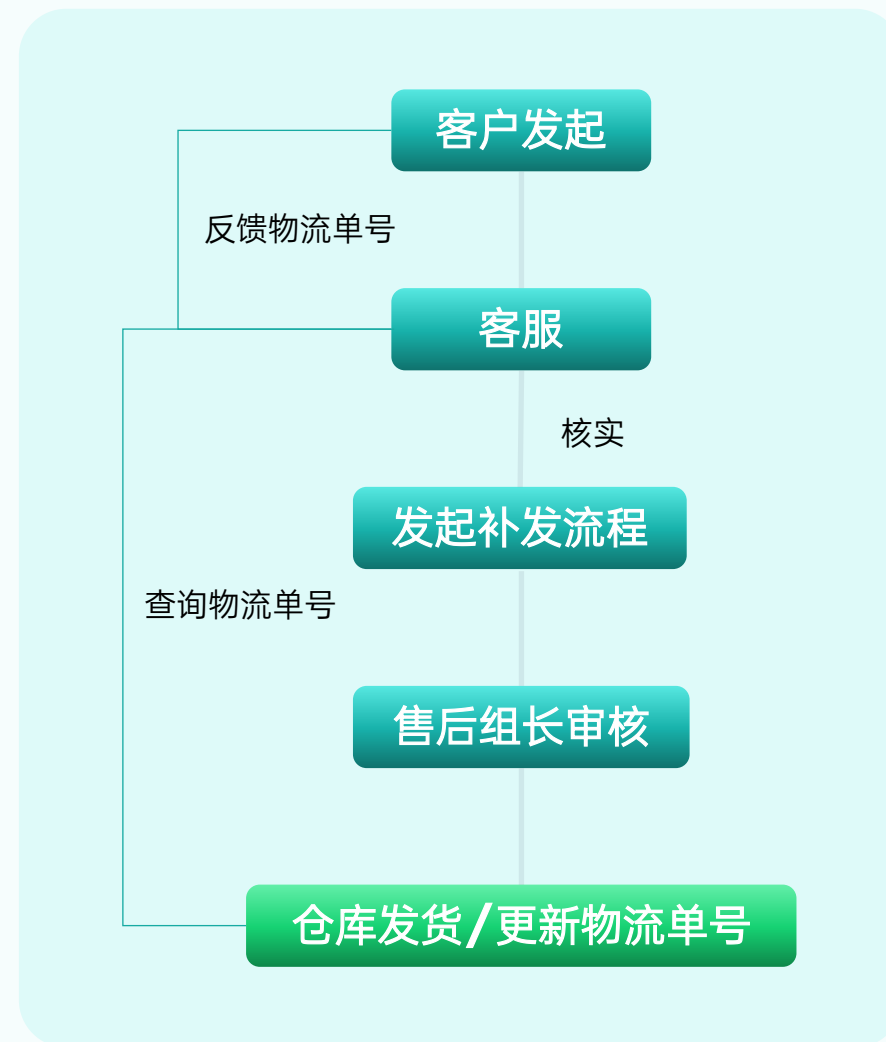 客户发起
反馈物流单号
客服
核实
发起补发流程
查询物流单号
售后组长审核
仓库发货/更新物流单号